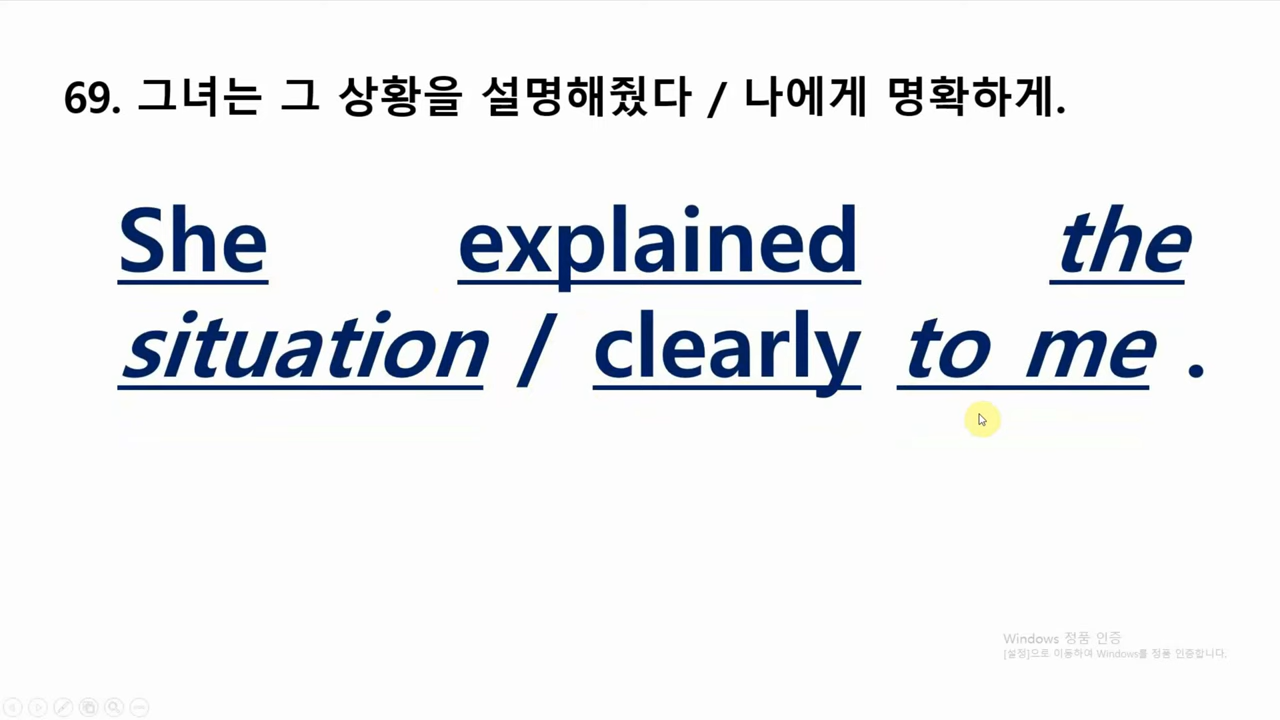 69. 그녀는 그 상황을 설명해줬다 / 나에게 명확하게.
She explained the
situation / clearly to me .
Windows 정품 인증
[설정]으로 이동하여 Windows를 정품 인증합니다.